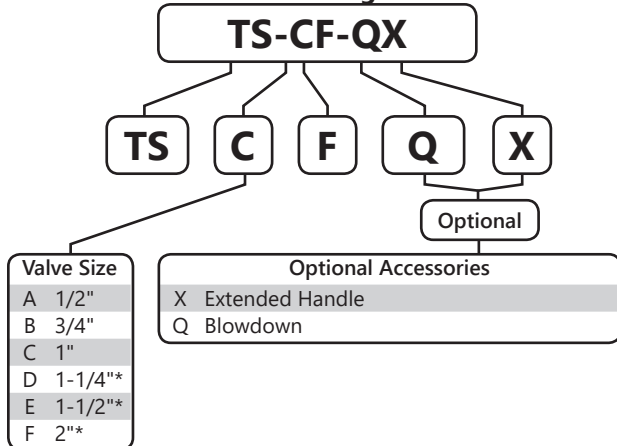 TS-CF-QX
TS C F Q X
Optional
Valve Size
A 1/2"
B 3/4"
C 1"
D 1-1/4"*
E 1-1/2"*
F 2"*
Optional Accessories
X Extended Handle
Q Blowdown